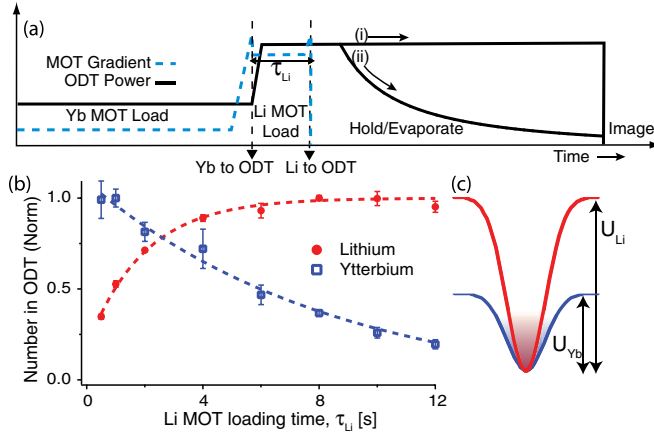 (a)
MOT Gradient
ODT Power
(i)
(ii)
τLi
Yb MOT Load
Li MOT
Load
Hold/Evaporate
Image
Yb to ODT
Li to ODT
Time
(b)
(c)
Number in ODT (Norm)
1.0
0.5
0.0
Lithium
Ytterbium
0
4
8
12
Li MOT loading time, τLi [s]
ULi
UYb